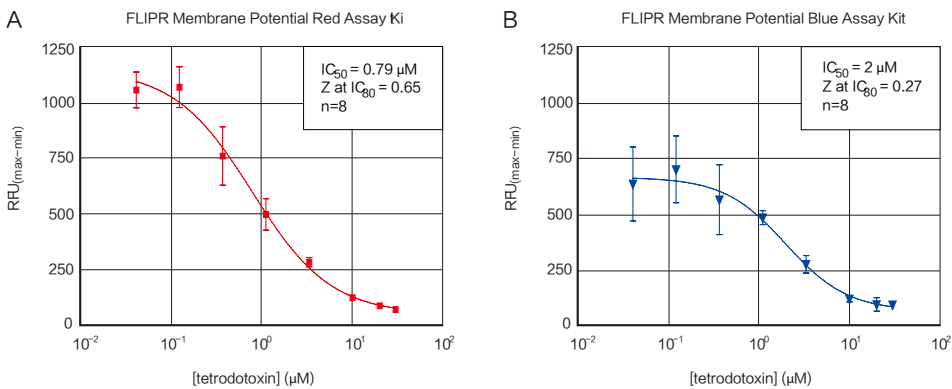 A
FLIPR Membrane Potential Red Assay Ki
1250
1000
750
500
250
0
RFU(max–min)
IC50 = 0.79 μM
Z at IC80 = 0.65
n=8
10−2
10−1
100
101
102
[tetrodotoxin] (μM)
B
FLIPR Membrane Potential Blue Assay Kit
1250
1000
750
500
250
0
RFU(max–min)
IC50 = 2 μM
Z at IC80 = 0.27
n=8
10−2
10−1
100
101
102
[tetrodotoxin] (μM)